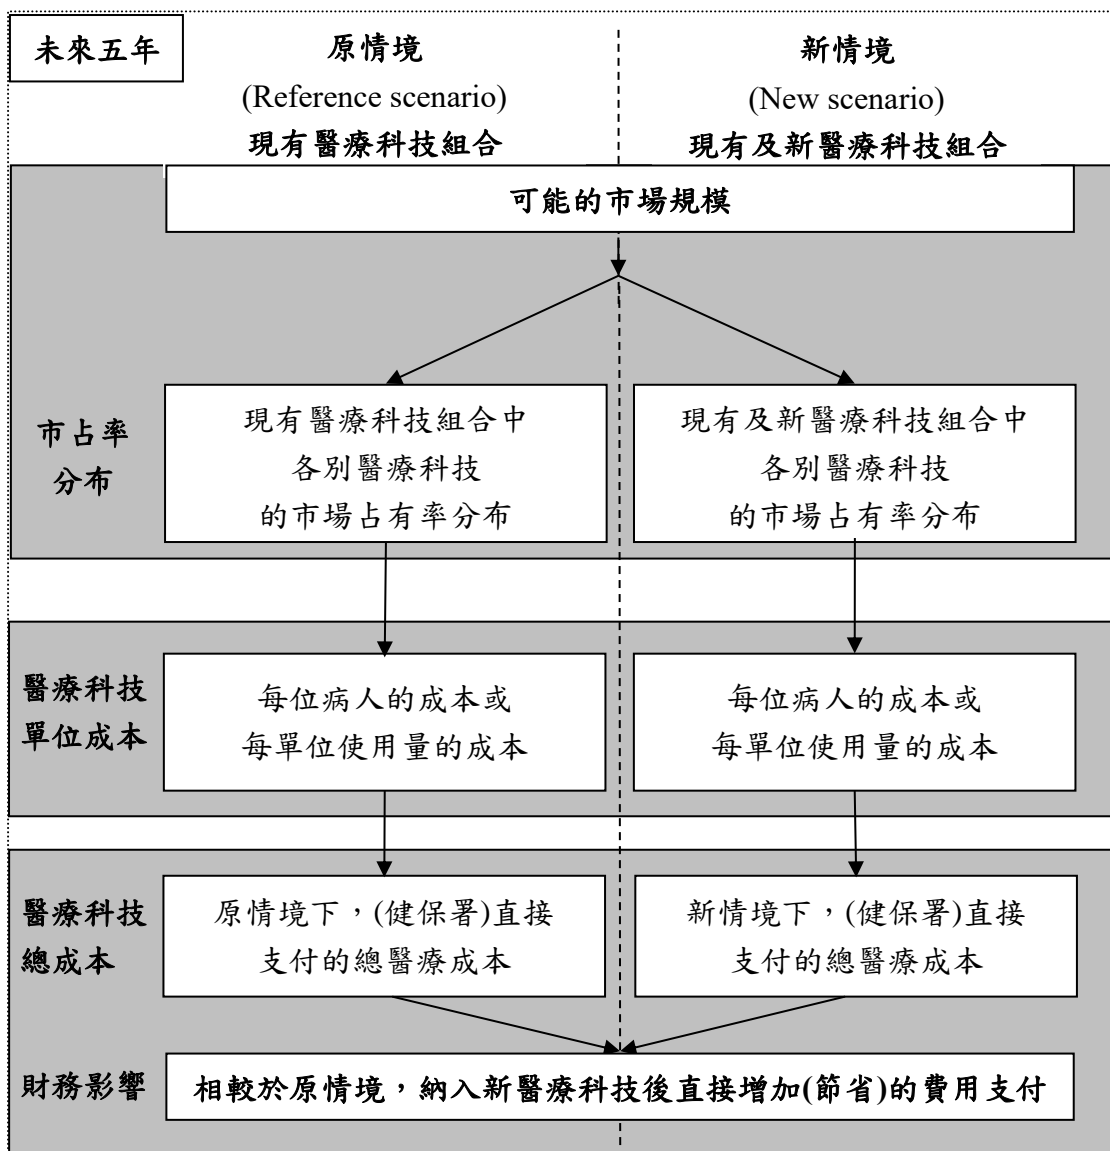 未來五年
原情境
(Reference scenario)
現有醫療科技組合
新情境
(New scenario)
現有及新醫療科技組合
可能的市場規模
市占率
分布
現有醫療科技組合中
各別醫療科技
的市場占有率分布
現有及新醫療科技組合中
各別醫療科技
的市場占有率分布
醫療科技
單位成本
每位病人的成本或
每單位使用量的成本
每位病人的成本或
每單位使用量的成本
醫療科技
總成本
原情境下，(健保署)直接
支付的總醫療成本
新情境下，(健保署)直接
支付的總醫療成本
財務影響
相較於原情境，納入新醫療科技後直接增加(節省)的費用支付